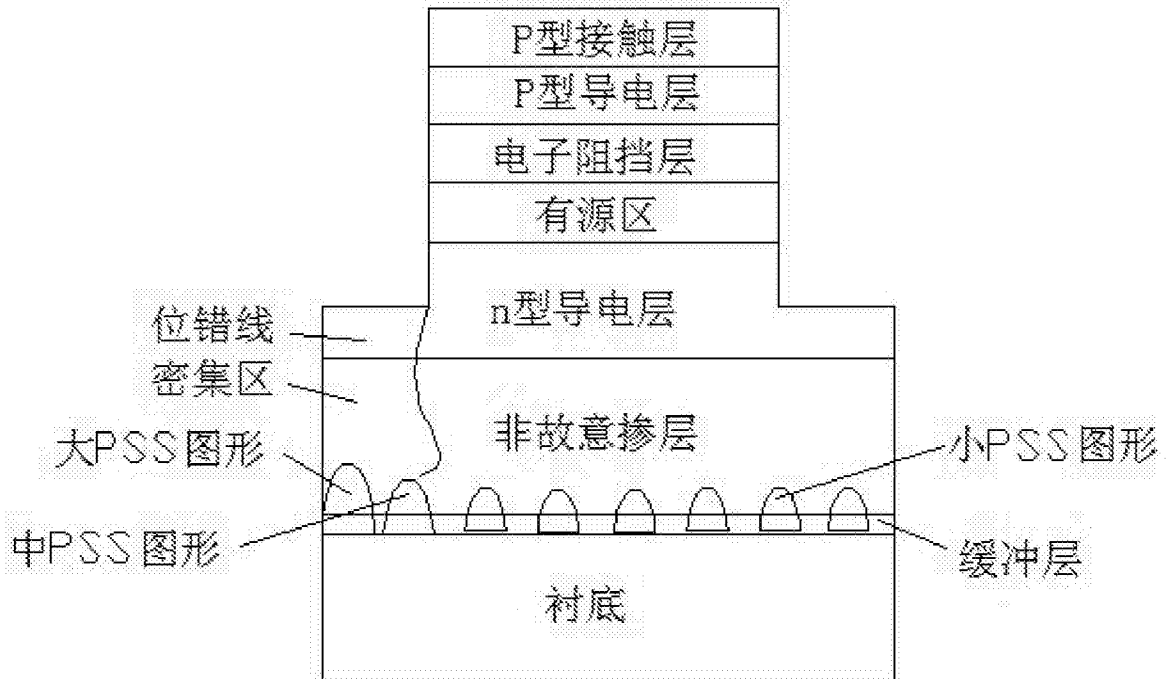 P型接触层
P型导电层
电子阻挡层
有源区
n型导电层
位错线
密集区
非故意掺层
大PSS图形
小PSS图形
中PSS图形
缓冲层
衬底